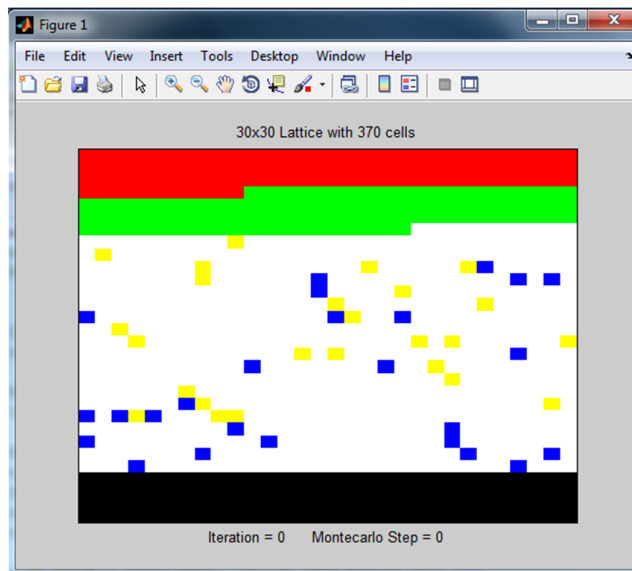 Figure 1
File Edit View Insert Tools Desktop Window Help
30x30 Lattice with 370 cells
Iteration = 0 Montecarlo Step = 0